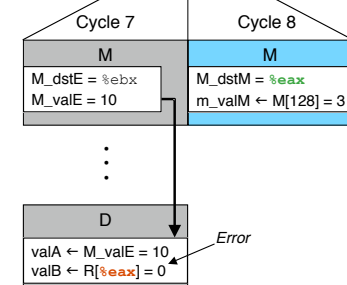 Cycle 7
Cycle 8
M
M
M_dstE = %ebx
M_valE = 10
M_dstM = %eax
m_valM ← M[128] = 3
D
Error
valA ← M_valE = 10
valB ← R[%eax] = 0